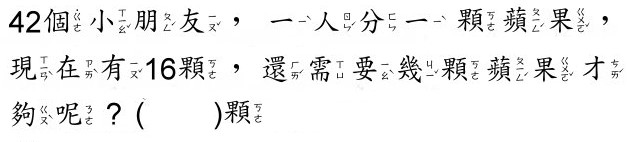 42個小朋友，一人分一顆蘋果，
現在有16顆，還需要幾顆蘋果才
夠呢？(　　)顆